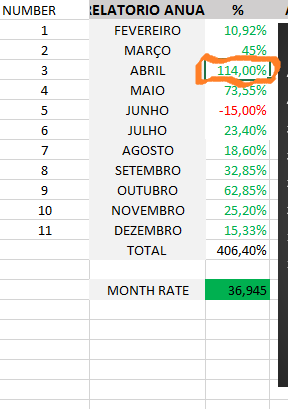 NUMBER RELATORIO ANUA %
1 FEVEREIRO 10,92%
2 MARÇO 45%
3 ABRIL 114,00%
4 MAIO 73,55%
5 JUNHO -15,00%
6 JULHO 23,40%
7 AGOSTO 18,60%
8 SETEMBRO 32,85%
9 OUTUBRO 62,85%
10 NOVEMBRO 25,20%
11 DEZEMBRO 15,33%
TOTAL 406,40%
MONTH RATE 36,945